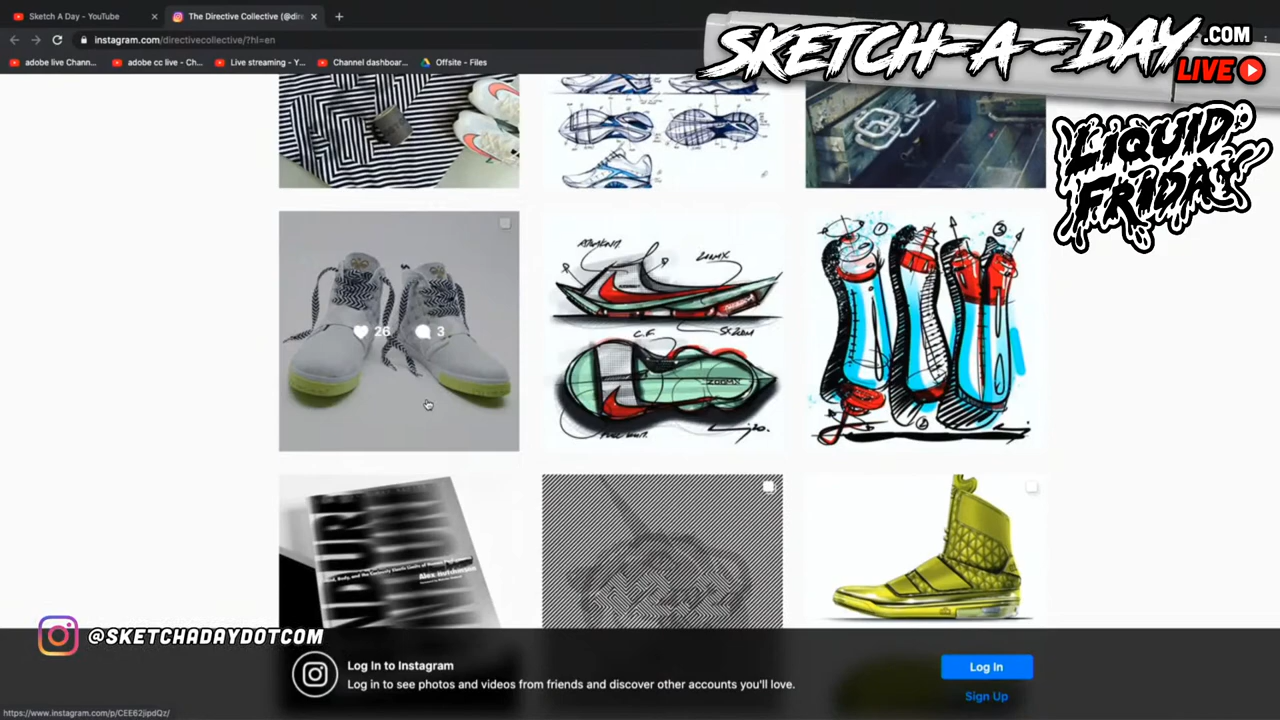 Sketch A Day - YouTube
The Directive Collective (@dire
instagram.com/directivecollective/?hl=en
adobe live Chann...
adobe cc live - Ch...
Live streaming - Y...
Channel dashboar...
Offsite - Files
SKETCH-A-DAY.COM
LIVE
LIQUID
FRIDAY
26
3
ZOOMX
C.F
ZOOMX
Alex Hutchinson
@SKETCHADAYDOTCOM
Log In to Instagram
Log in to see photos and videos from friends and discover other accounts you'll love.
Log In
Sign Up
https://www.instagram.com/p/CEE62jipdQz/